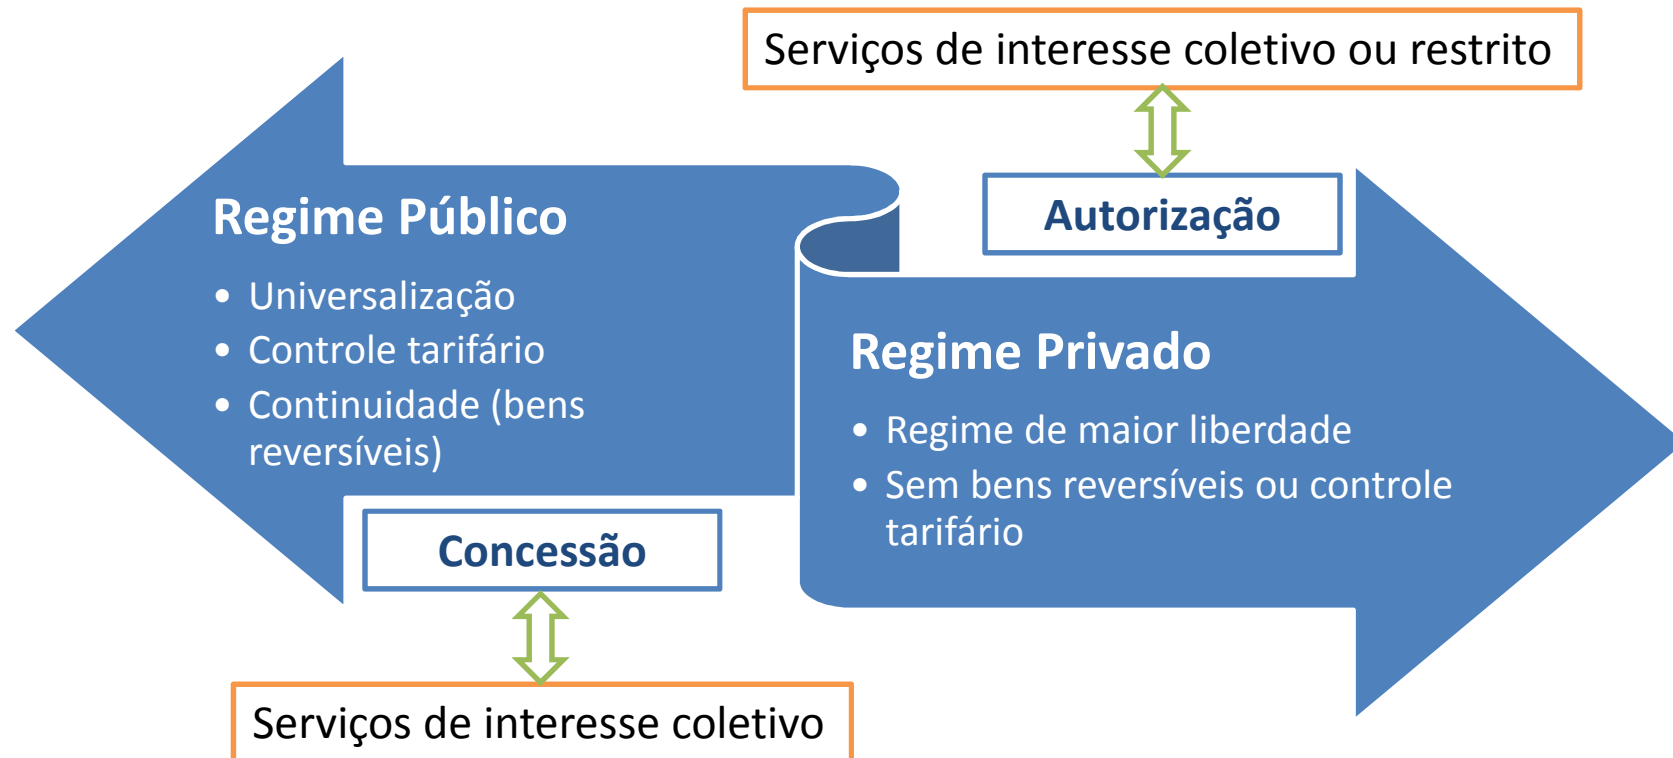 Serviços de interesse coletivo ou restrito
Autorização
Regime Público
• Universalização
• Controle tarifário
• Continuidade (bens
reversíveis)
Regime Privado
• Regime de maior liberdade
• Sem bens reversíveis ou controle
tarifário
Concessão
Serviços de interesse coletivo